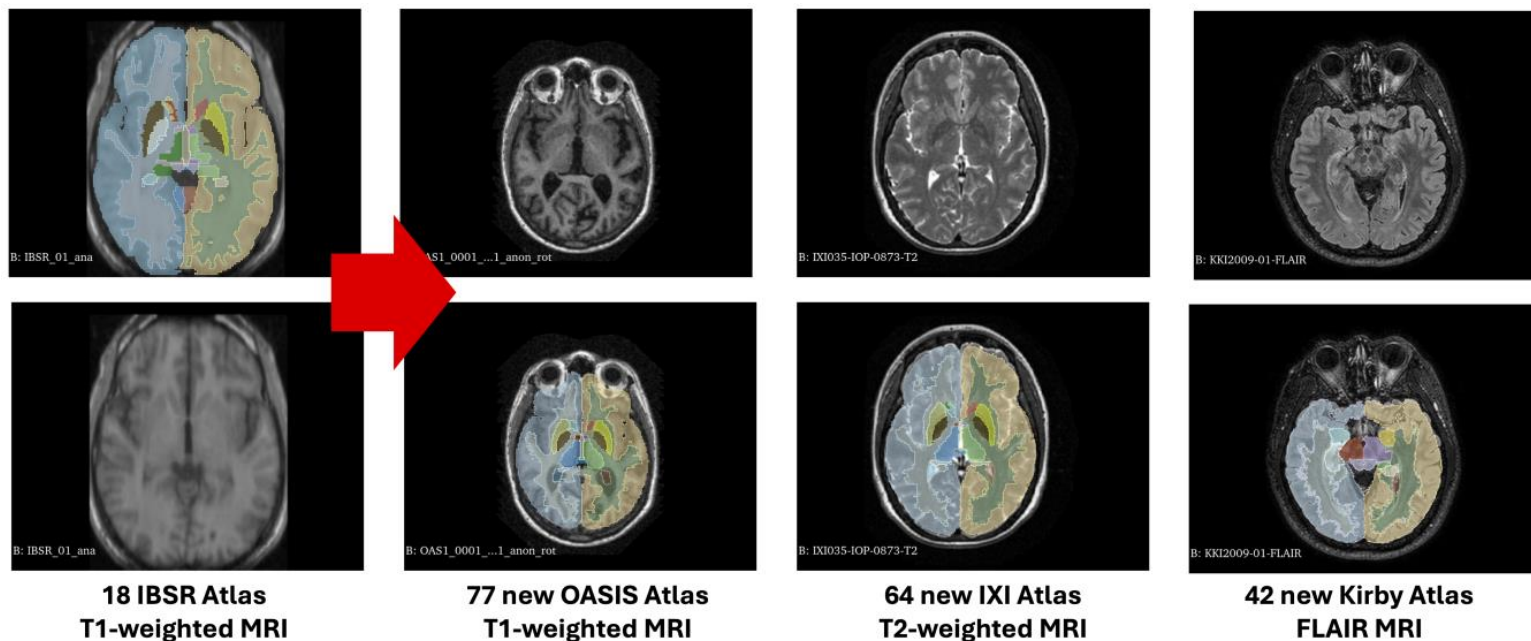 B: IBSR_01_ana
AS1_0001_...1_anon_rot
B: IXI035-IOP-0873-T2
B: KKI2009-01-FLAIR
B: IBSR_01_ana
B: OAS1_0001_...1_anon_rot
B: IXI035-IOP-0873-T2
B: KKI2009-01-FLAIR
18 IBSR Atlas
T1-weighted MRI
77 new OASIS Atlas
T1-weighted MRI
64 new IXI Atlas
T2-weighted MRI
42 new Kirby Atlas
FLAIR MRI